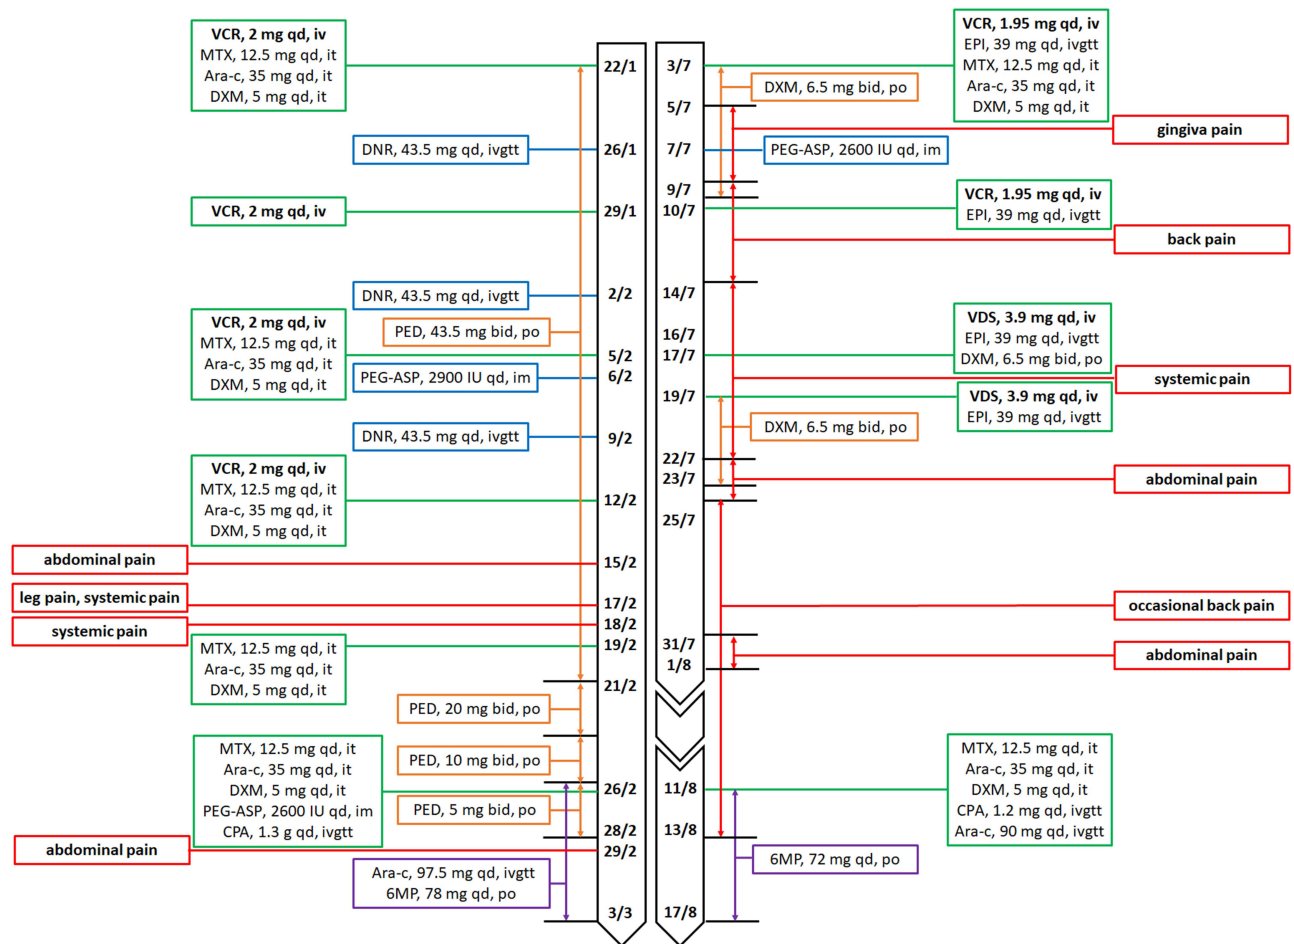 VCR, 2 mg qd, iv
MTX, 12.5 mg qd, it
Ara-c, 35 mg qd, it
DXM, 5 mg qd, it
22/1
DNR, 43.5 mg qd, ivgtt
26/1
VCR, 2 mg qd, iv
29/1
DNR, 43.5 mg qd, ivgtt
2/2
PED, 43.5 mg bid, po
VCR, 2 mg qd, iv
MTX, 12.5 mg qd, it
Ara-c, 35 mg qd, it
DXM, 5 mg qd, it
5/2
PEG-ASP, 2900 IU qd, im
6/2
DNR, 43.5 mg qd, ivgtt
9/2
VCR, 2 mg qd, iv
MTX, 12.5 mg qd, it
Ara-c, 35 mg qd, it
DXM, 5 mg qd, it
12/2
abdominal pain
15/2
leg pain, systemic pain
17/2
systemic pain
18/2
MTX, 12.5 mg qd, it
Ara-c, 35 mg qd, it
DXM, 5 mg qd, it
19/2
21/2
PED, 20 mg bid, po
PED, 10 mg bid, po
MTX, 12.5 mg qd, it
Ara-c, 35 mg qd, it
DXM, 5 mg qd, it
PEG-ASP, 2600 IU qd, im
CPA, 1.3 g qd, ivgtt
26/2
PED, 5 mg bid, po
28/2
abdominal pain
29/2
Ara-c, 97.5 mg qd, ivgtt
6MP, 78 mg qd, po
3/3
3/7
VCR, 1.95 mg qd, iv
EPI, 39 mg qd, ivgtt
MTX, 12.5 mg qd, it
Ara-c, 35 mg qd, it
DXM, 5 mg qd, it
DXM, 6.5 mg bid, po
5/7
gingiva pain
7/7
PEG-ASP, 2600 IU qd, im
9/7
10/7
VCR, 1.95 mg qd, iv
EPI, 39 mg qd, ivgtt
back pain
14/7
16/7
17/7
VDS, 3.9 mg qd, iv
EPI, 39 mg qd, ivgtt
DXM, 6.5 mg bid, po
systemic pain
19/7
VDS, 3.9 mg qd, iv
EPI, 39 mg qd, ivgtt
DXM, 6.5 mg bid, po
22/7
23/7
abdominal pain
25/7
occasional back pain
31/7
1/8
abdominal pain
11/8
MTX, 12.5 mg qd, it
Ara-c, 35 mg qd, it
DXM, 5 mg qd, it
CPA, 1.2 mg qd, ivgtt
Ara-c, 90 mg qd, ivgtt
13/8
6MP, 72 mg qd, po
17/8